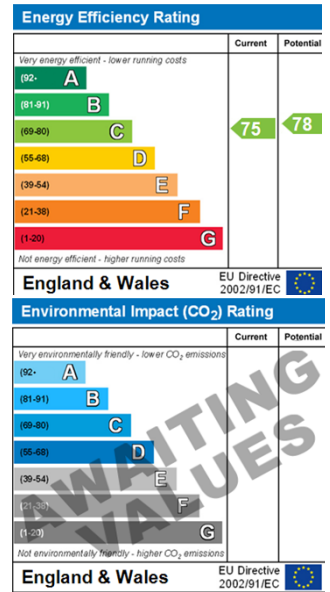 Energy Efficiency Rating
Current Potential
Very energy efficient - lower running costs
(92- A
(81-91) B
(69-80) C 75 78
(55-68) D
(39-54) E
(21-38) F
(1-20) G
Not energy efficient - higher running costs
England & Wales EU Directive
2002/91/EC
Environmental Impact (CO₂) Rating
Current Potential
Very environmentally friendly - lower CO₂ emissions
(92- A
(81-91) B
(69-80) C
(55-68) D
(39-54) E
(21-38) F
(1-20) G
AWAITING
VALUES
Not environmentally friendly - higher CO₂ emissions
England & Wales EU Directive
2002/91/EC